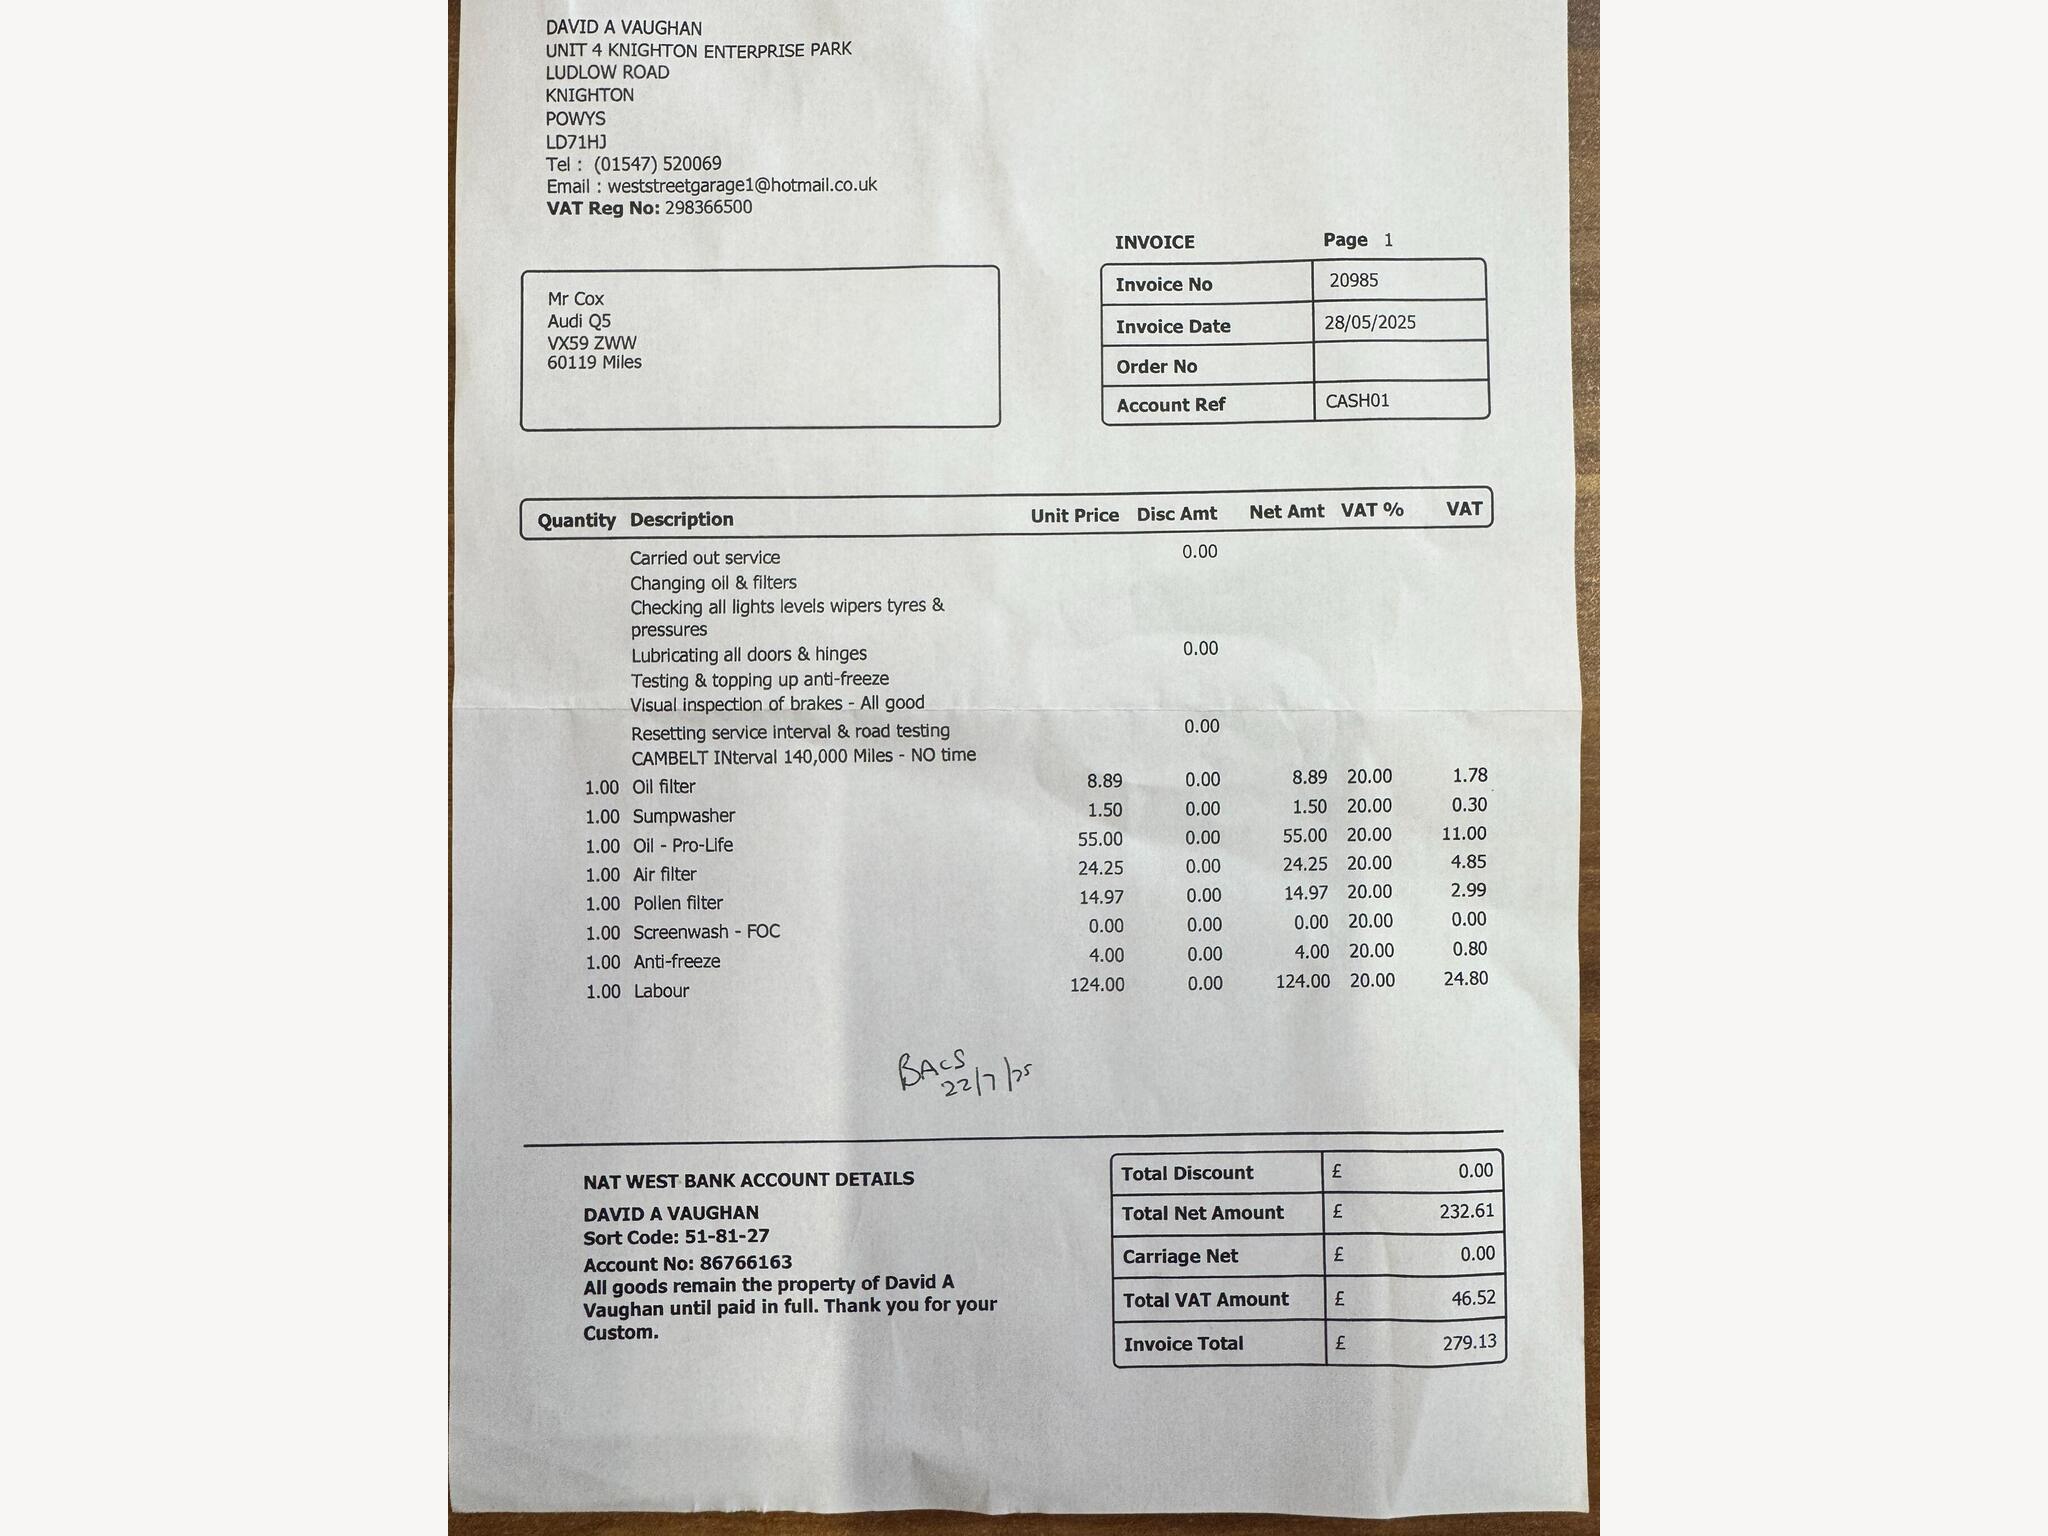 DAVID A VAUGHAN
UNIT 4 KNIGHTON ENTERPRISE PARK
LUDLOW ROAD
KNIGHTON
POWYS
LD71HJ
Tel : (01547) 520069
Email : weststreetgarage1@hotmail.co.uk
VAT Reg No: 298366500
INVOICE Page 1
Invoice No 20985
Invoice Date 28/05/2025
Order No
Account Ref CASH01
Mr Cox
Audi Q5
VX59 ZWW
60119 Miles
Quantity Description Unit Price Disc Amt Net Amt VAT % VAT
Carried out service 0.00
Changing oil & filters
Checking all lights levels wipers tyres &
pressures
Lubricating all doors & hinges 0.00
Testing & topping up anti-freeze
Visual inspection of brakes - All good
Resetting service interval & road testing 0.00
CAMBELT INterval 140,000 Miles - NO time
1.00 Oil filter 8.89 0.00 8.89 20.00 1.78
1.00 Sumpwasher 1.50 0.00 1.50 20.00 0.30
1.00 Oil - Pro-Life 55.00 0.00 55.00 20.00 11.00
1.00 Air filter 24.25 0.00 24.25 20.00 4.85
1.00 Pollen filter 14.97 0.00 14.97 20.00 2.99
1.00 Screenwash - FOC 0.00 0.00 0.00 20.00 0.00
1.00 Anti-freeze 4.00 0.00 4.00 20.00 0.80
1.00 Labour 124.00 0.00 124.00 20.00 24.80
BACS
22/7/25
NAT WEST BANK ACCOUNT DETAILS
DAVID A VAUGHAN
Sort Code: 51-81-27
Account No: 86766163
All goods remain the property of David A
Vaughan until paid in full. Thank you for your
Custom.
Total Discount £ 0.00
Total Net Amount £ 232.61
Carriage Net £ 0.00
Total VAT Amount £ 46.52
Invoice Total £ 279.13